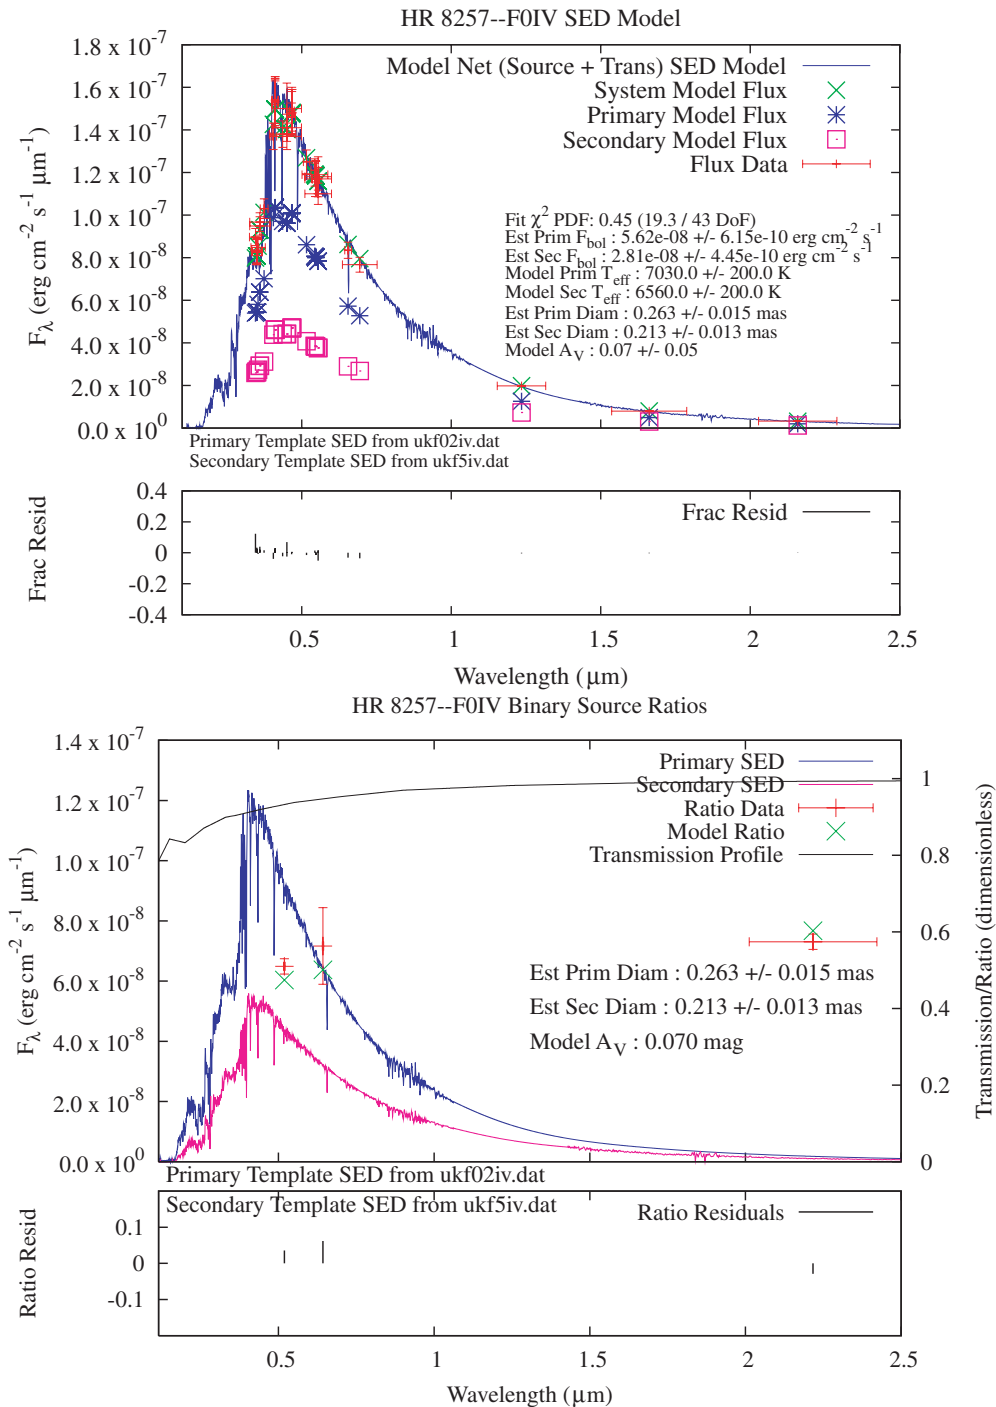 HR 8257--F0IV SED Model
1.8 x 10⁻⁷
1.6 x 10⁻⁷
1.4 x 10⁻⁷
1.2 x 10⁻⁷
1.0 x 10⁻⁷
8.0 x 10⁻⁸
6.0 x 10⁻⁸
4.0 x 10⁻⁸
2.0 x 10⁻⁸
0.0 x 10⁰
F_λ (erg cm⁻² s⁻¹ μm⁻¹)
Model Net (Source + Trans) SED Model
System Model Flux
Primary Model Flux
Secondary Model Flux
Flux Data
Fit χ² PDF: 0.45 (19.3 / 43 DoF)
Est Prim F_bol : 5.62e-08 +/- 6.15e-10 erg cm⁻² s⁻¹
Est Sec F_bol : 2.81e-08 +/- 4.45e-10 erg cm⁻² s⁻¹
Model Prim T_eff : 7030.0 +/- 200.0 K
Model Sec T_eff : 6560.0 +/- 200.0 K
Est Prim Diam : 0.263 +/- 0.015 mas
Est Sec Diam : 0.213 +/- 0.013 mas
Model A_V : 0.07 +/- 0.05
Primary Template SED from ukf02iv.dat
Secondary Template SED from ukf5iv.dat
0.4
0.2
0
-0.2
-0.4
Frac Resid
Frac Resid
0.5 1 1.5 2 2.5
Wavelength (μm)
HR 8257--F0IV Binary Source Ratios
1.4 x 10⁻⁷
1.2 x 10⁻⁷
1.0 x 10⁻⁷
8.0 x 10⁻⁸
6.0 x 10⁻⁸
4.0 x 10⁻⁸
2.0 x 10⁻⁸
0.0 x 10⁰
F_λ (erg cm⁻² s⁻¹ μm⁻¹)
Primary SED
Secondary SED
Ratio Data
Model Ratio
Transmission Profile
Est Prim Diam : 0.263 +/- 0.015 mas
Est Sec Diam : 0.213 +/- 0.013 mas
Model A_V : 0.070 mag
1
0.8
0.6
0.4
0.2
0
Transmission/Ratio (dimensionless)
Primary Template SED from ukf02iv.dat
Secondary Template SED from ukf5iv.dat
Ratio Residuals
0.1
0
-0.1
Ratio Resid
0.5 1 1.5 2 2.5
Wavelength (μm)